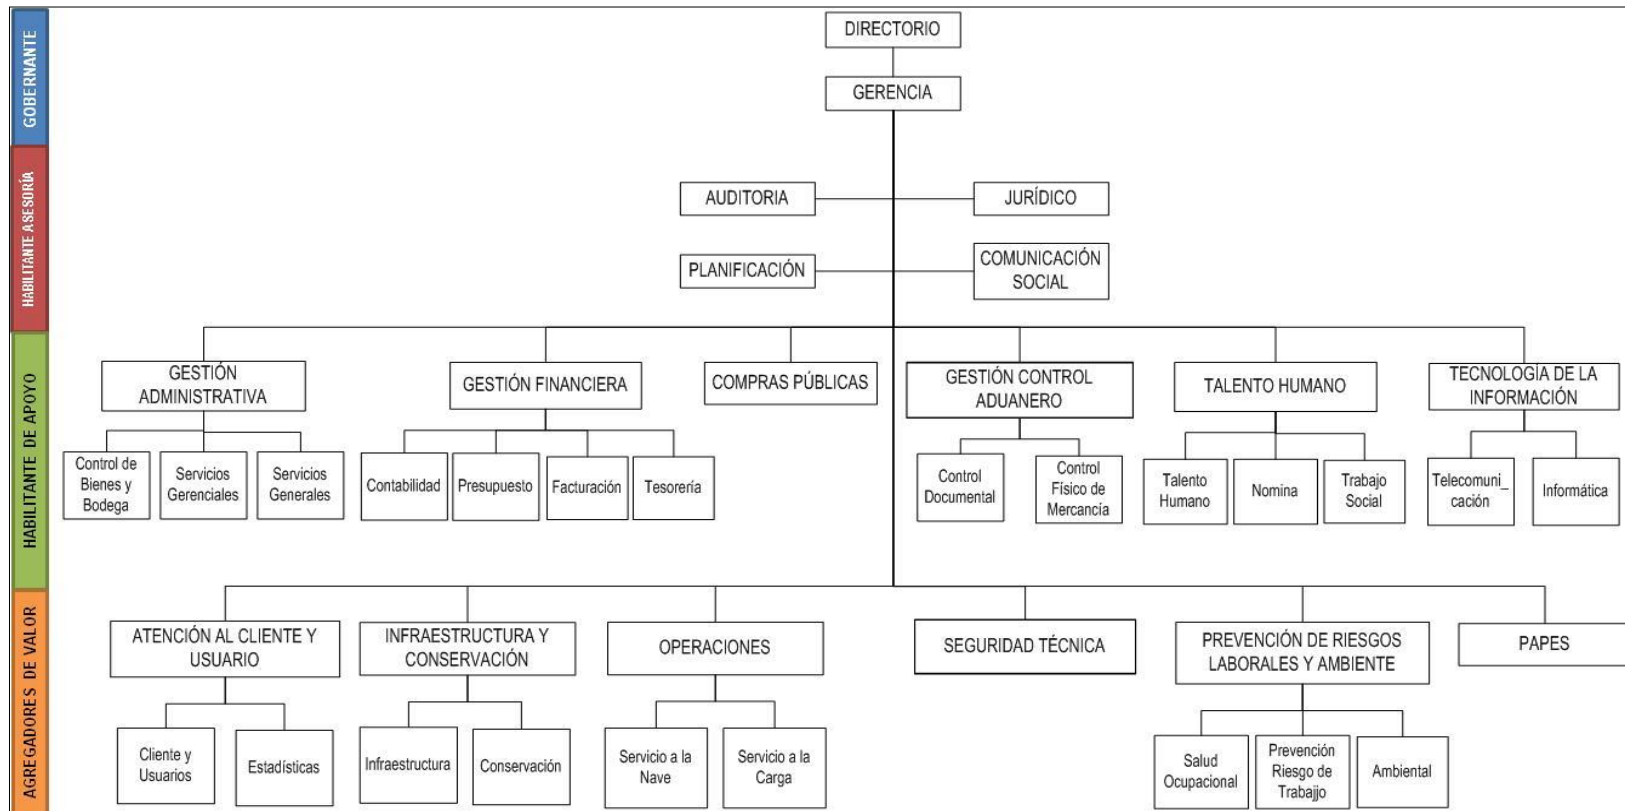 GOBERNANTE
DIRECTORIO
GERENCIA
HABILITANTE ASESORÍA
AUDITORIA
JURÍDICO
PLANIFICACIÓN
COMUNICACIÓN
SOCIAL
HABILITANTE DE APOYO
GESTIÓN
ADMINISTRATIVA
GESTIÓN FINANCIERA
COMPRAS PÚBLICAS
GESTIÓN CONTROL
ADUANERO
TALENTO HUMANO
TECNOLOGÍA DE LA
INFORMACIÓN
Control de
Bienes y
Bodega
Servicios
Gerenciales
Servicios
Generales
Contabilidad
Presupuesto
Facturación
Tesorería
Control
Documental
Control
Físico de
Mercancía
Talento
Humano
Nomina
Trabajo
Social
Telecomuni_
cación
Informática
AGREGADORES DE VALOR
ATENCIÓN AL CLIENTE Y
USUARIO
INFRAESTRUCTURA Y
CONSERVACIÓN
OPERACIONES
SEGURIDAD TÉCNICA
PREVENCIÓN DE RIESGOS
LABORALES Y AMBIENTE
PAPES
Cliente y
Usuarios
Estadísticas
Infraestructura
Conservación
Servicio a la
Nave
Servicio a la
Carga
Salud
Ocupacional
Prevención
Riesgo de
Trabajjo
Ambiental